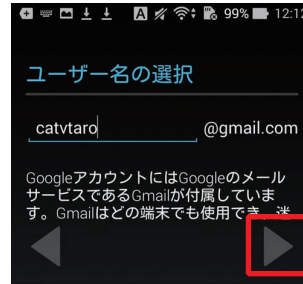 A 99% 12:12
ユーザー名の選択
catvtaro @gmail.com
GoogleアカウントにはGoogleのメール
サービスであるGmailが付属していま
す。Gmailはどの端末でも使用でき、迷